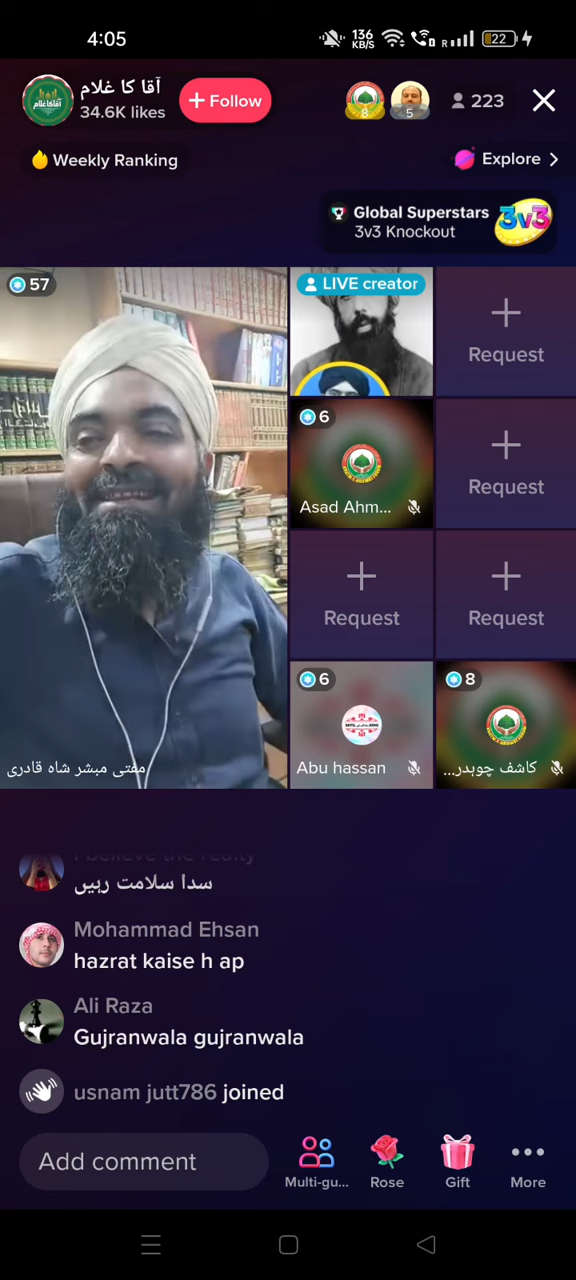 4:05
136
KB/S
R
22
آقا کا غلام
34.6K likes
+ Follow
8
5
223
Weekly Ranking
Explore
Global Superstars
3v3 Knockout
3v3
57
LIVE creator
Request
6
Asad Ahm...
Request
Request
Request
مفتی مبشر شاہ قادری
6
Abu hassan
8
کاشف چوہدر...
I believe the realty
سدا سلامت رہیں
Mohammad Ehsan
hazrat kaise h ap
Ali Raza
Gujranwala gujranwala
usnam jutt786 joined
Add comment
Multi-gu...
Rose
Gift
More